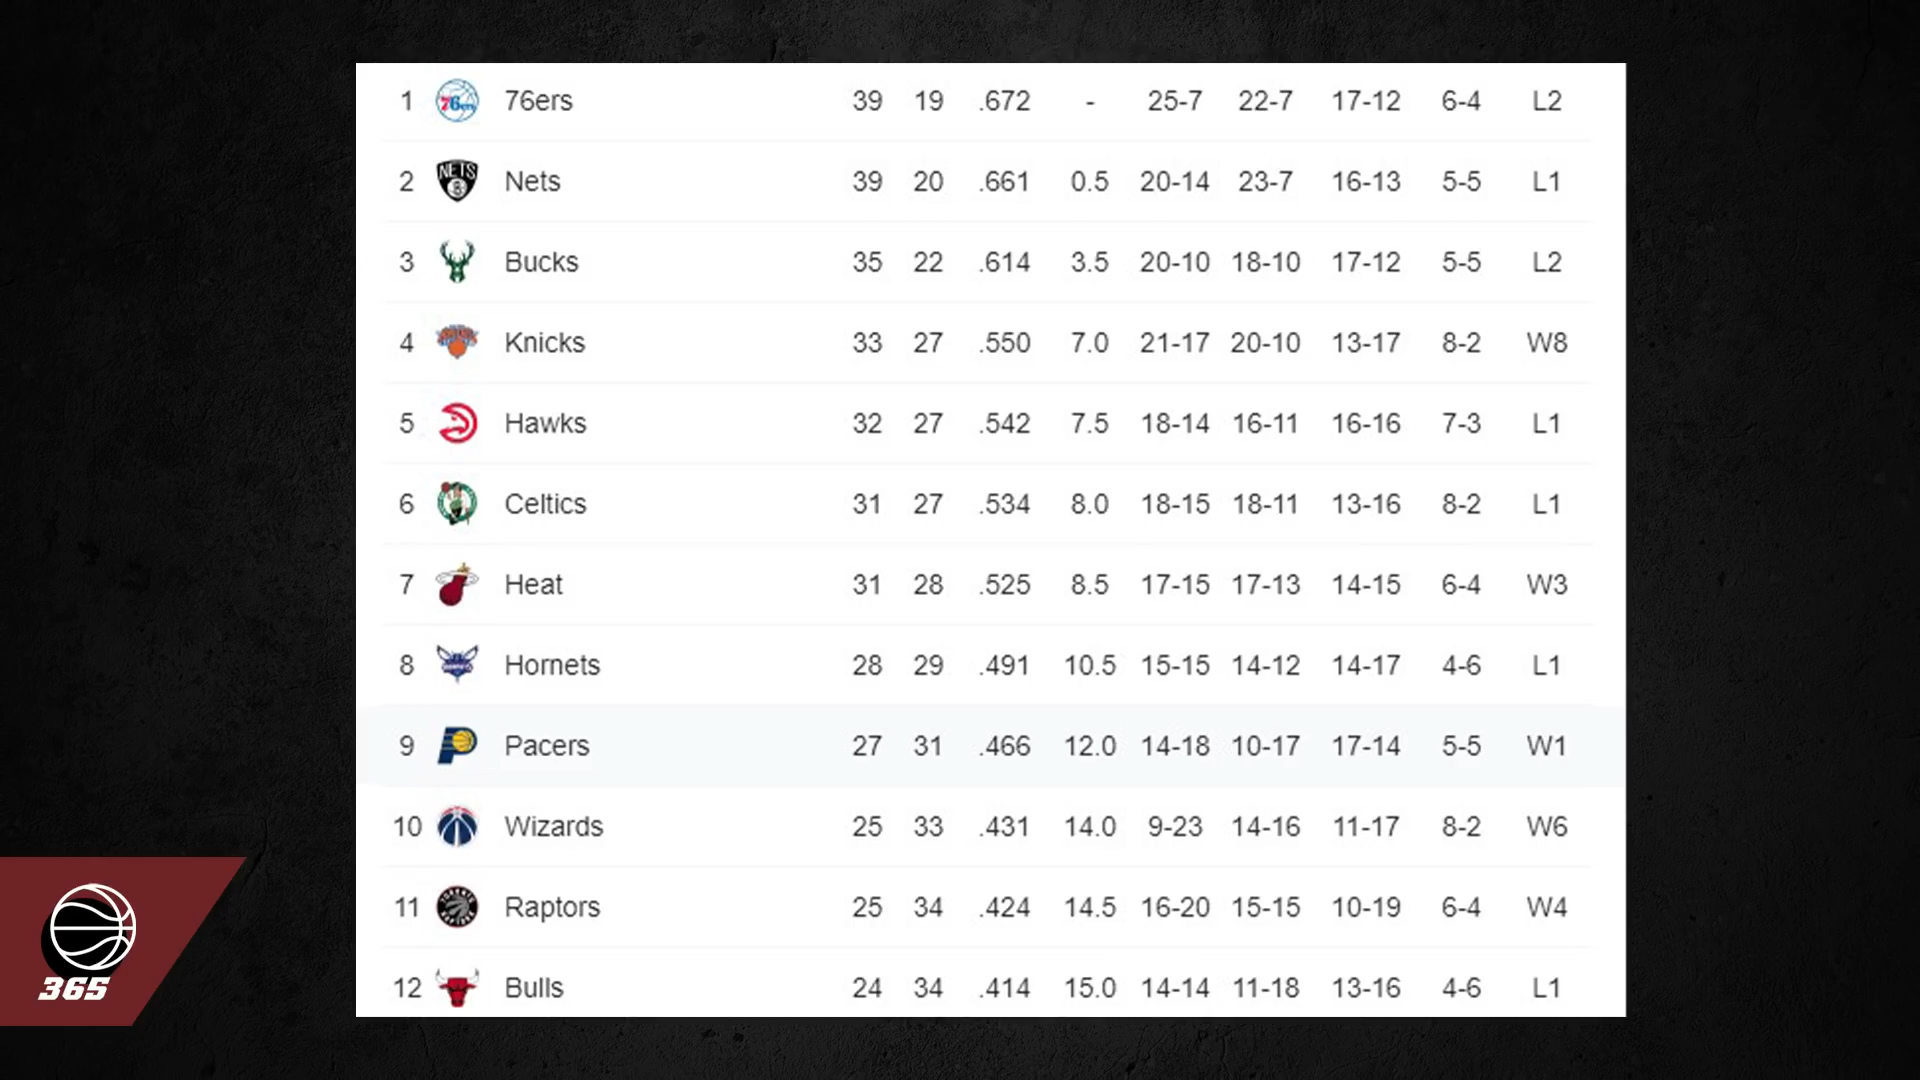 1 76ers 39 19 .672 - 25-7 22-7 17-12 6-4 L2
2 NETS B Nets 39 20 .661 0.5 20-14 23-7 16-13 5-5 L1
3 Bucks 35 22 .614 3.5 20-10 18-10 17-12 5-5 L2
4 Knicks 33 27 .550 7.0 21-17 20-10 13-17 8-2 W8
5 Hawks 32 27 .542 7.5 18-14 16-11 16-16 7-3 L1
6 Celtics 31 27 .534 8.0 18-15 18-11 13-16 8-2 L1
7 Heat 31 28 .525 8.5 17-15 17-13 14-15 6-4 W3
8 Hornets 28 29 .491 10.5 15-15 14-12 14-17 4-6 L1
9 Pacers 27 31 .466 12.0 14-18 10-17 17-14 5-5 W1
10 Wizards 25 33 .431 14.0 9-23 14-16 11-17 8-2 W6
11 Raptors 25 34 .424 14.5 16-20 15-15 10-19 6-4 W4
12 Bulls 24 34 .414 15.0 14-14 11-18 13-16 4-6 L1
365